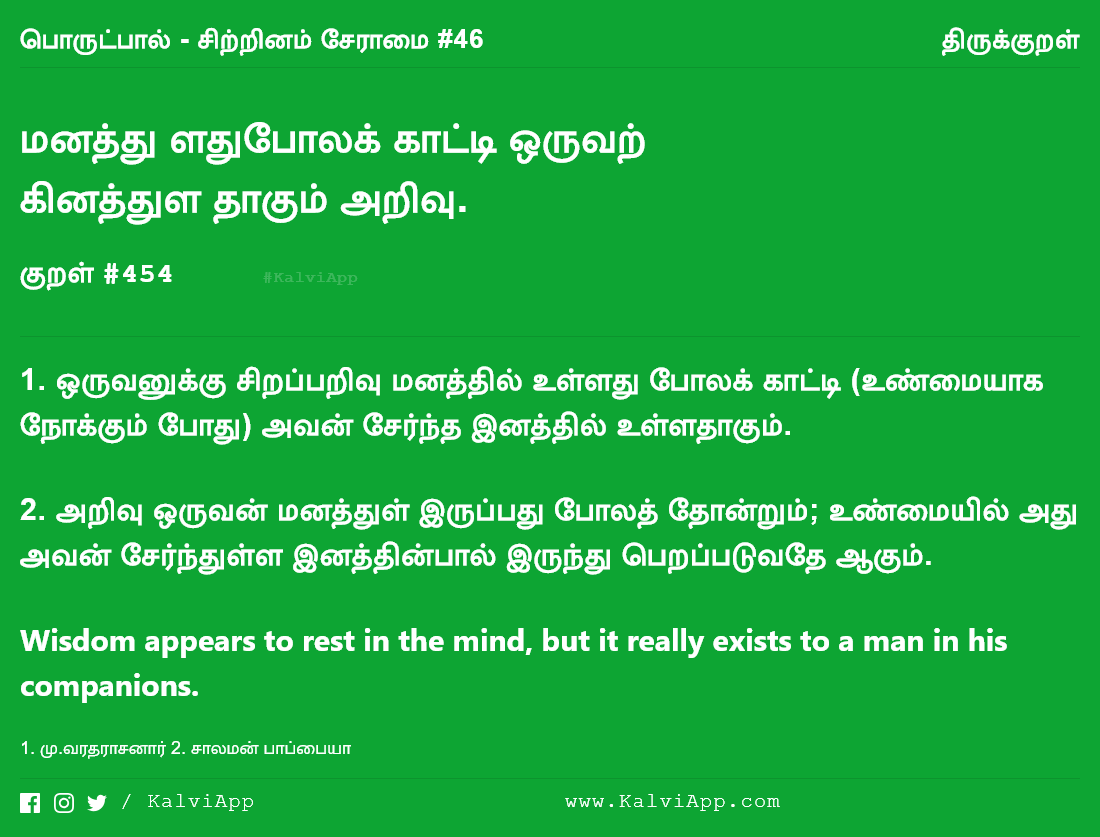 பொருட்பால் - சிற்றினம் சேராமை #46
திருக்குறள்
மனத்து ளதுபோலக் காட்டி ஒருவற்
கினத்துள தாகும் அறிவு.
குறள் #454
#KalviApp
1. ஒருவனுக்கு சிறப்பறிவு மனத்தில் உள்ளது போலக் காட்டி (உண்மையாக
நோக்கும் போது) அவன் சேர்ந்த இனத்தில் உள்ளதாகும்.
2. அறிவு ஒருவன் மனத்துள் இருப்பது போலத் தோன்றும்; உண்மையில் அது
அவன் சேர்ந்துள்ள இனத்தின்பால் இருந்து பெறப்படுவதே ஆகும்.
Wisdom appears to rest in the mind, but it really exists to a man in his
companions.
1. மு.வரதராசனார் 2. சாலமன் பாப்பையா
/ KalviApp
www.KalviApp.com